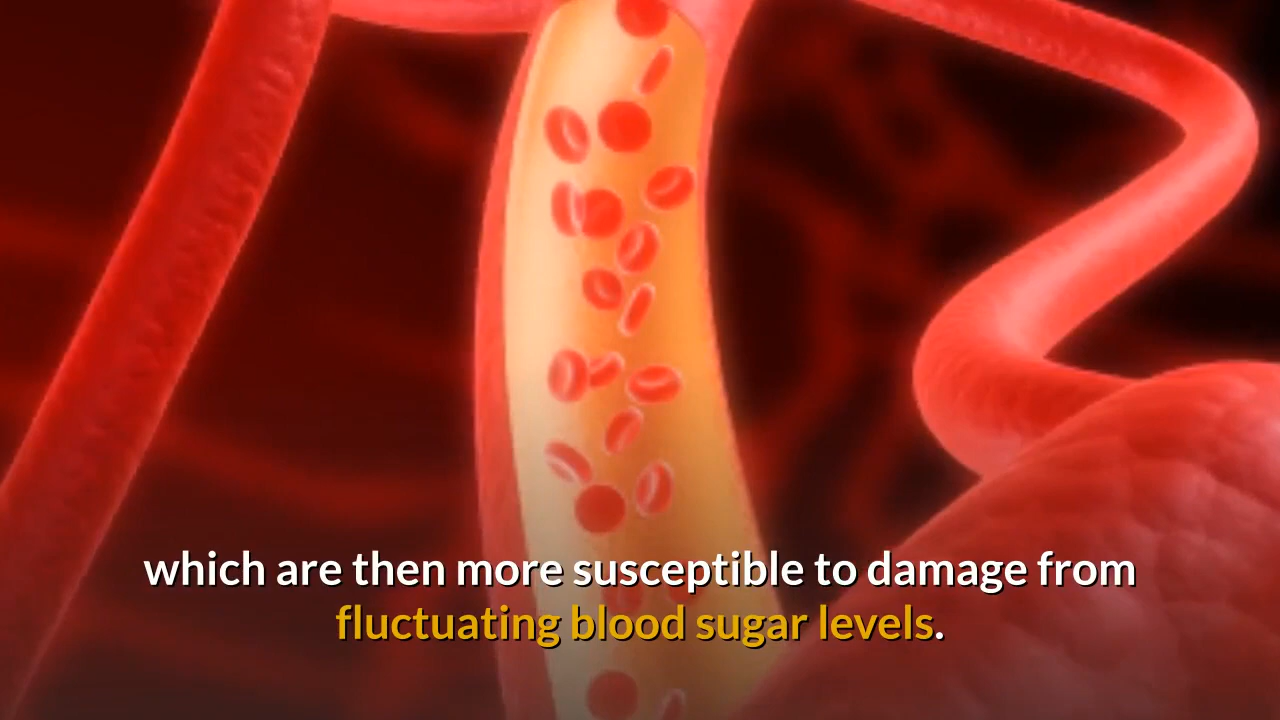 which are then more susceptible to damage from
fluctuating blood sugar levels.